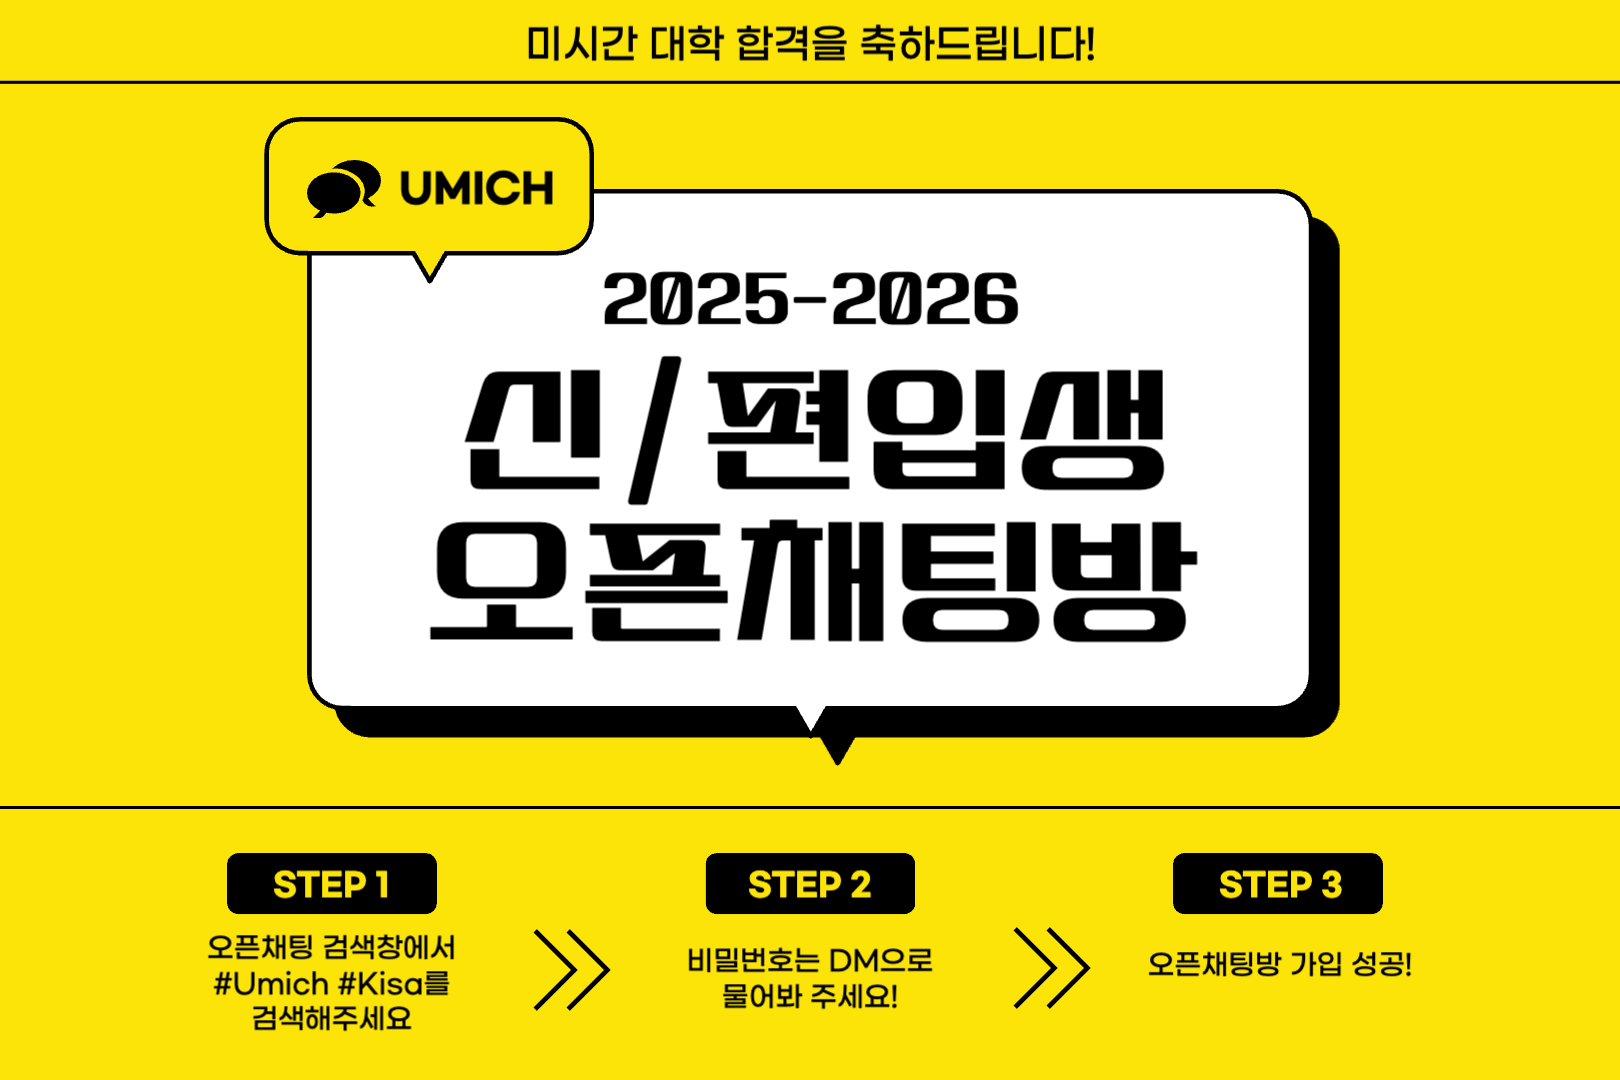 미시간 대학 합격을 축하드립니다!
UMICH
2025-2026
신/편입생
오픈채팅방
STEP 1
오픈채팅 검색창에서
#Umich #Kisa를
검색해주세요
STEP 2
비밀번호는 DM으로
물어봐 주세요!
STEP 3
오픈채팅방 가입 성공!